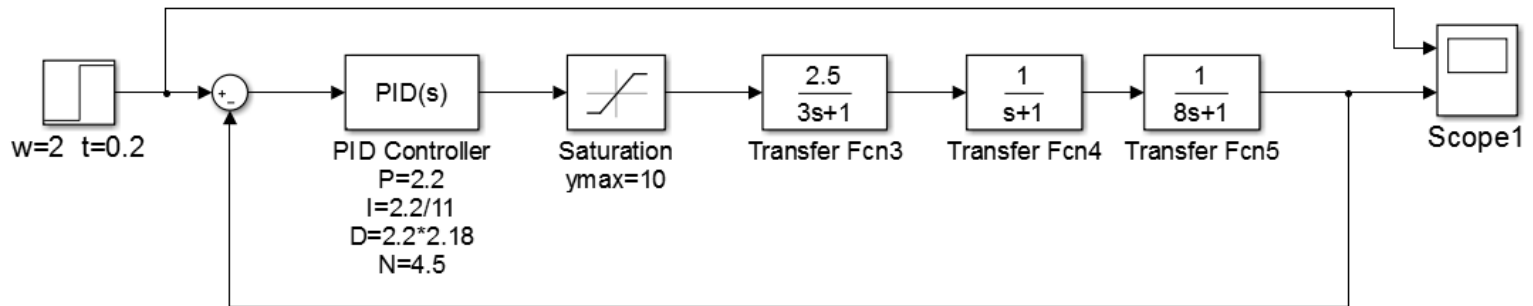 w=2 t=0.2
+
−
PID(s)
PID Controller
P=2.2
I=2.2/11
D=2.2*2.18
N=4.5
Saturation
ymax=10
2.5
3s+1
Transfer Fcn3
1
s+1
Transfer Fcn4
1
8s+1
Transfer Fcn5
Scope1